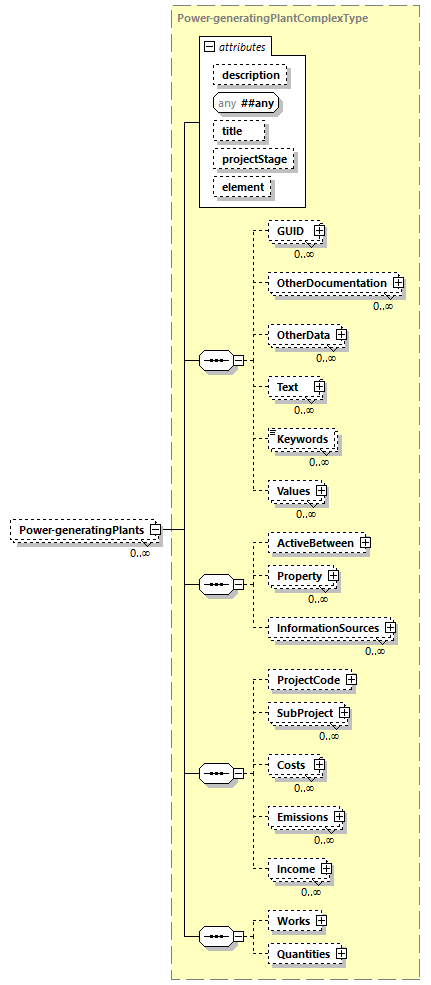 Power-generatingPlantComplexType
attributes
description
any ##any
title
projectStage
element
GUID
0..∞
OtherDocumentation
0..∞
OtherData
0..∞
Text
0..∞
Keywords
0..∞
Values
0..∞
Power-generatingPlants
0..∞
ActiveBetween
Property
0..∞
InformationSources
0..∞
ProjectCode
SubProject
0..∞
Costs
0..∞
Emissions
0..∞
Income
0..∞
Works
Quantities